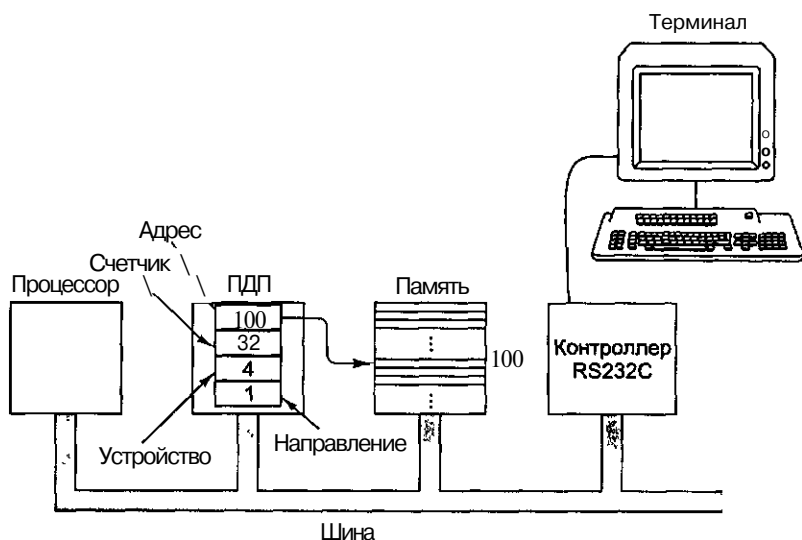 Терминал
Адрес
Счетчик
Процессор
ПДП
Память
100
32
4
1
100
Контроллер
RS232C
Устройство
Направление
Шина